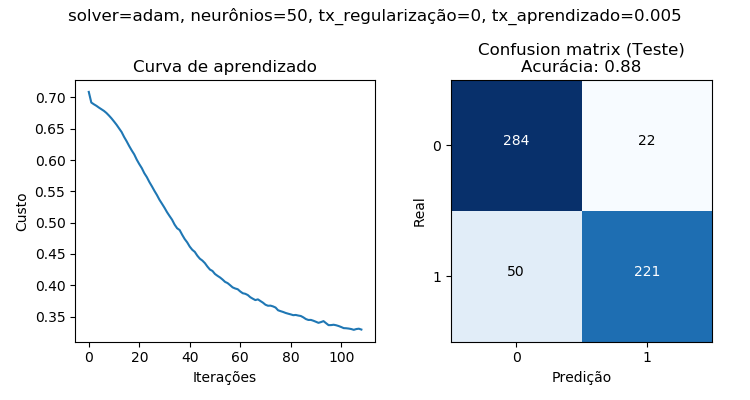 solver=adam, neurônios=50, tx_regularização=0, tx_aprendizado=0.005
Curva de aprendizado
0.70
0.65
0.60
0.55
0.50
0.45
0.40
0.35
Custo
0 20 40 60 80 100
Iterações
Confusion matrix (Teste)
Acurácia: 0.88
Real
0
284 22
1
50 221
0 1
Predição